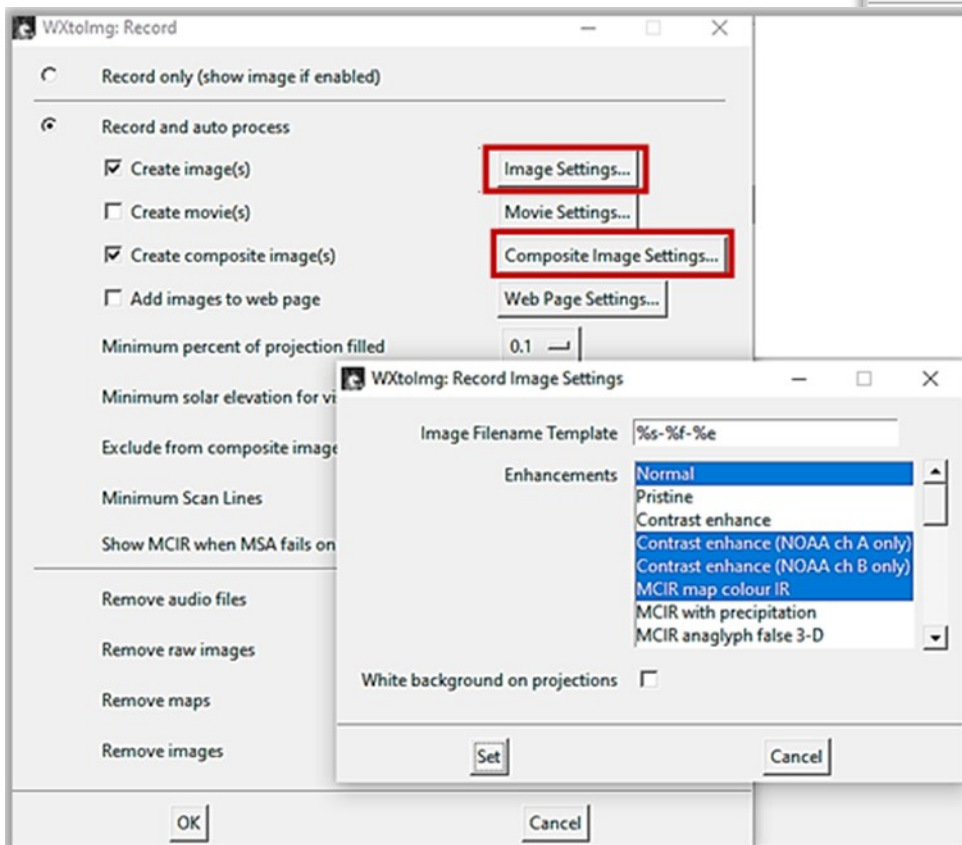 WXtoImg: Record
Record only (show image if enabled)
Record and auto process
Create image(s)
Image Settings...
Create movie(s)
Movie Settings...
Create composite image(s)
Composite Image Settings...
Add images to web page
Web Page Settings...
Minimum percent of projection filled
0.1
Minimum solar elevation for vi
Exclude from composite image
Minimum Scan Lines
Show MCIR when MSA fails on
Remove audio files
Remove raw images
Remove maps
Remove images
OK
Cancel
WXtoImg: Record Image Settings
Image Filename Template
%s-%f-%e
Enhancements
Normal
Pristine
Contrast enhance
Contrast enhance (NOAA ch A only)
Contrast enhance (NOAA ch B only)
MCIR map colour IR
MCIR with precipitation
MCIR anaglyph false 3-D
White background on projections
Set
Cancel